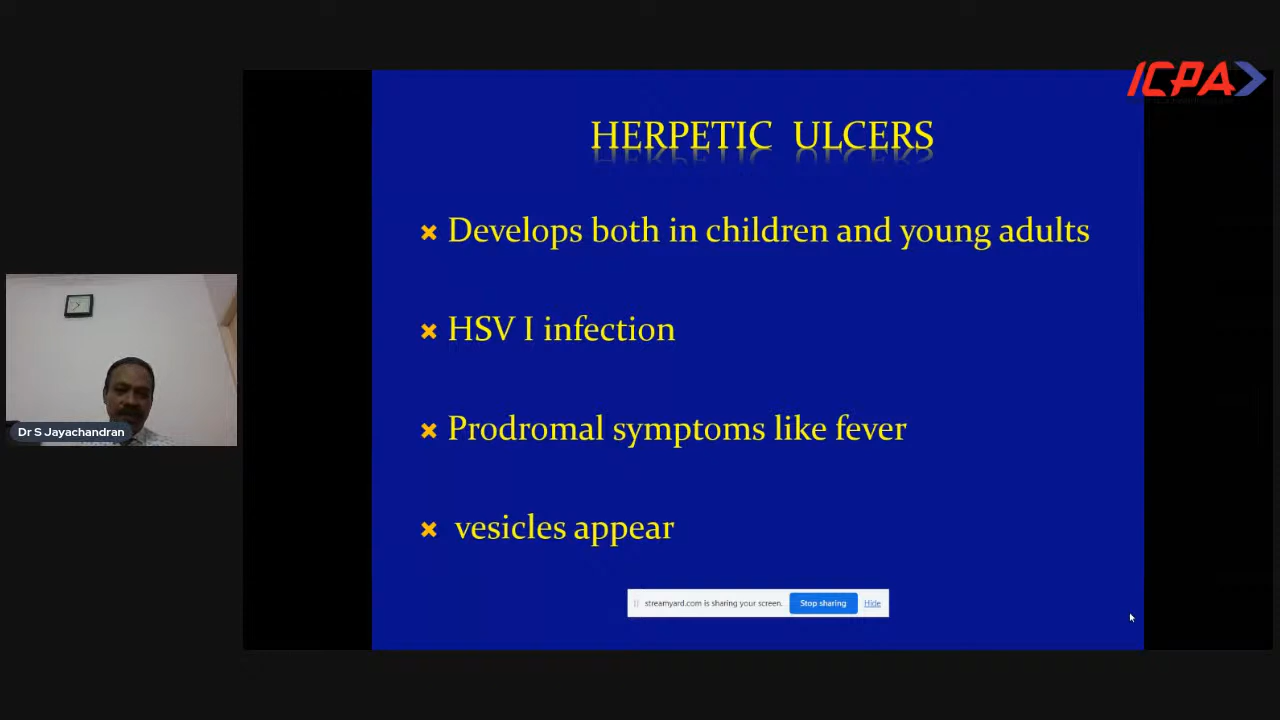 ICPA
HERPETIC ULCERS
Develops both in children and young adults
HSV I infection
Prodromal symptoms like fever
vesicles appear
Dr S Jayachandran
streamyard.com is sharing your screen. Stop sharing Hide